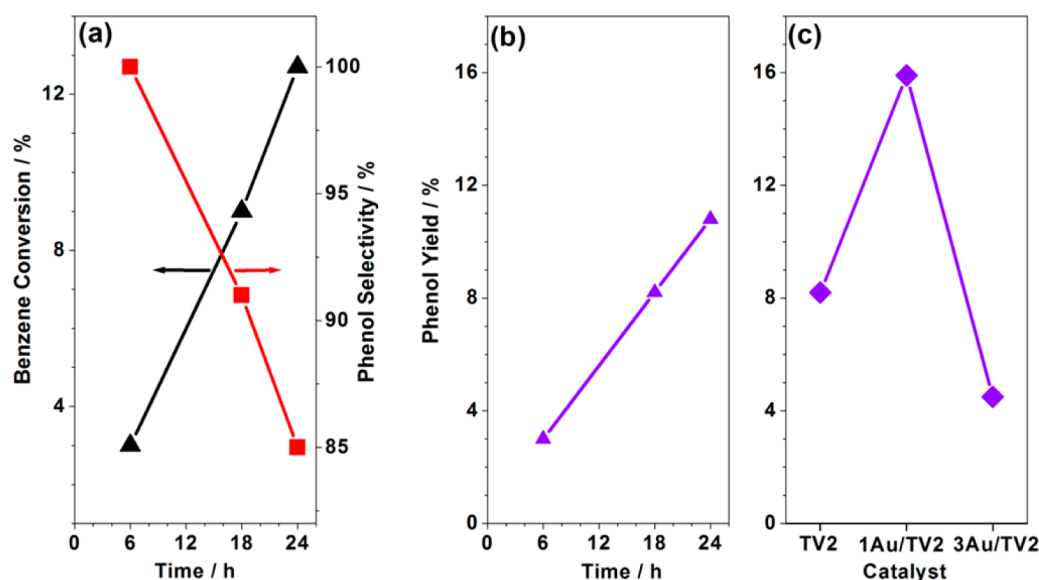 (a)
Benzene Conversion / %
12
8
4
100
95
90
85
Phenol Selectivity / %
0 6 12 18 24
Time / h
(b)
Phenol Yield / %
16
12
8
4
0
0 6 12 18 24
Time / h
(c)
16
12
8
4
0
TV2 1Au/TV2 3Au/TV2
Catalyst